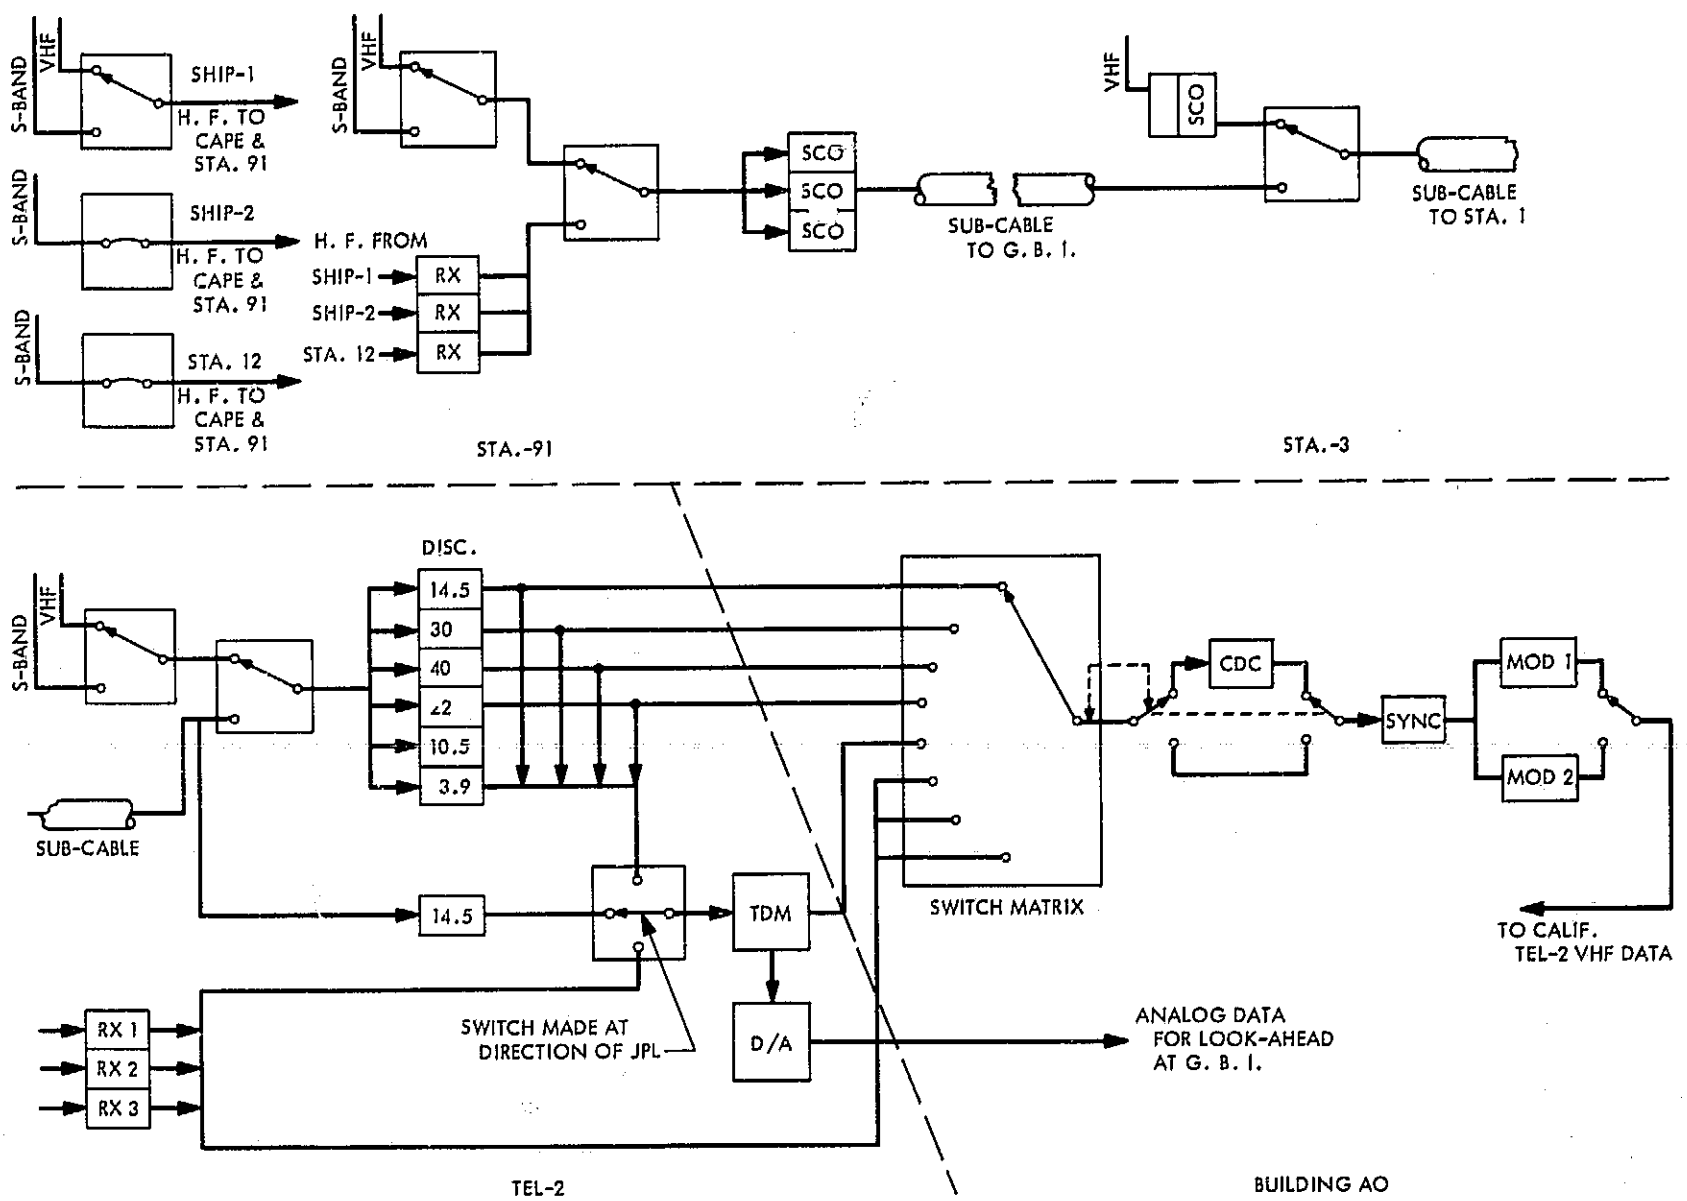 S-BAND
VHF
SHIP-1
H. F. TO
CAPE &
STA. 91
S-BAND
SHIP-2
H. F. TO
CAPE &
STA. 91
S-BAND
STA. 12
H. F. TO
CAPE &
STA. 91
S-BAND
VHF
H. F. FROM
SHIP-1
RX
SHIP-2
RX
STA. 12
RX
SCO
SCO
SCO
SUB-CABLE
TO G. B. I.
STA.-91
VHF
SCO
SUB-CABLE
TO STA. 1
STA.-3
S-BAND
VHF
SUB-CABLE
DISC.
14.5
30
40
22
10.5
3.9
14.5
TDM
D/A
SWITCH MADE AT
DIRECTION OF JPL
RX 1
RX 2
RX 3
TEL-2
SWITCH MATRIX
CDC
SYNC
MOD 1
MOD 2
TO CALIF.
TEL-2 VHF DATA
ANALOG DATA
FOR LOOK-AHEAD
AT G. B. I.
BUILDING AO